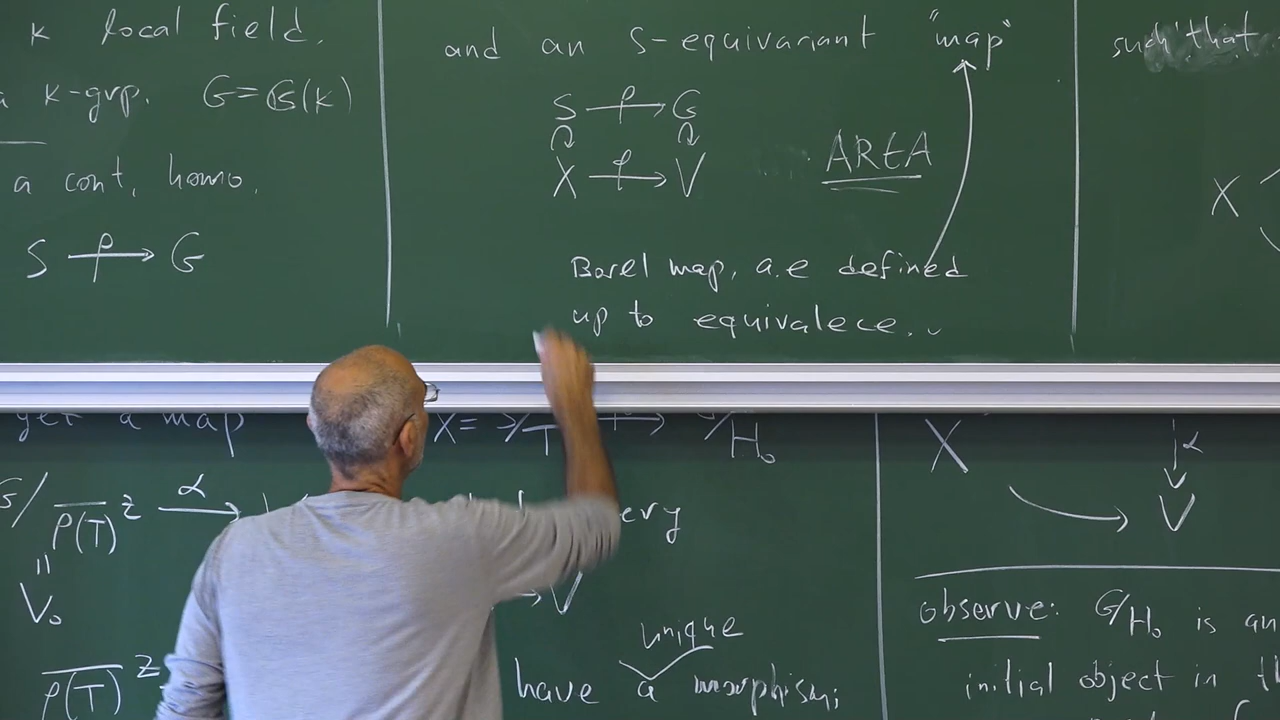 k local field.
a k-grp. G=G(k)
a cont. homo.
S ρ→ G
and an S-equivariant "map"
S ρ→ G
X φ→ V
AREA
Borel map, a.e defined
up to equivalece.
such that
X
get a map X = S/T → G/H₀
G/ρ(T)^Z α→
ery
|| 
V₀
→ V
ρ(T)^Z
unique
have a morphism;
X
↓α
V
observe: G/H₀ is an
initial object in th